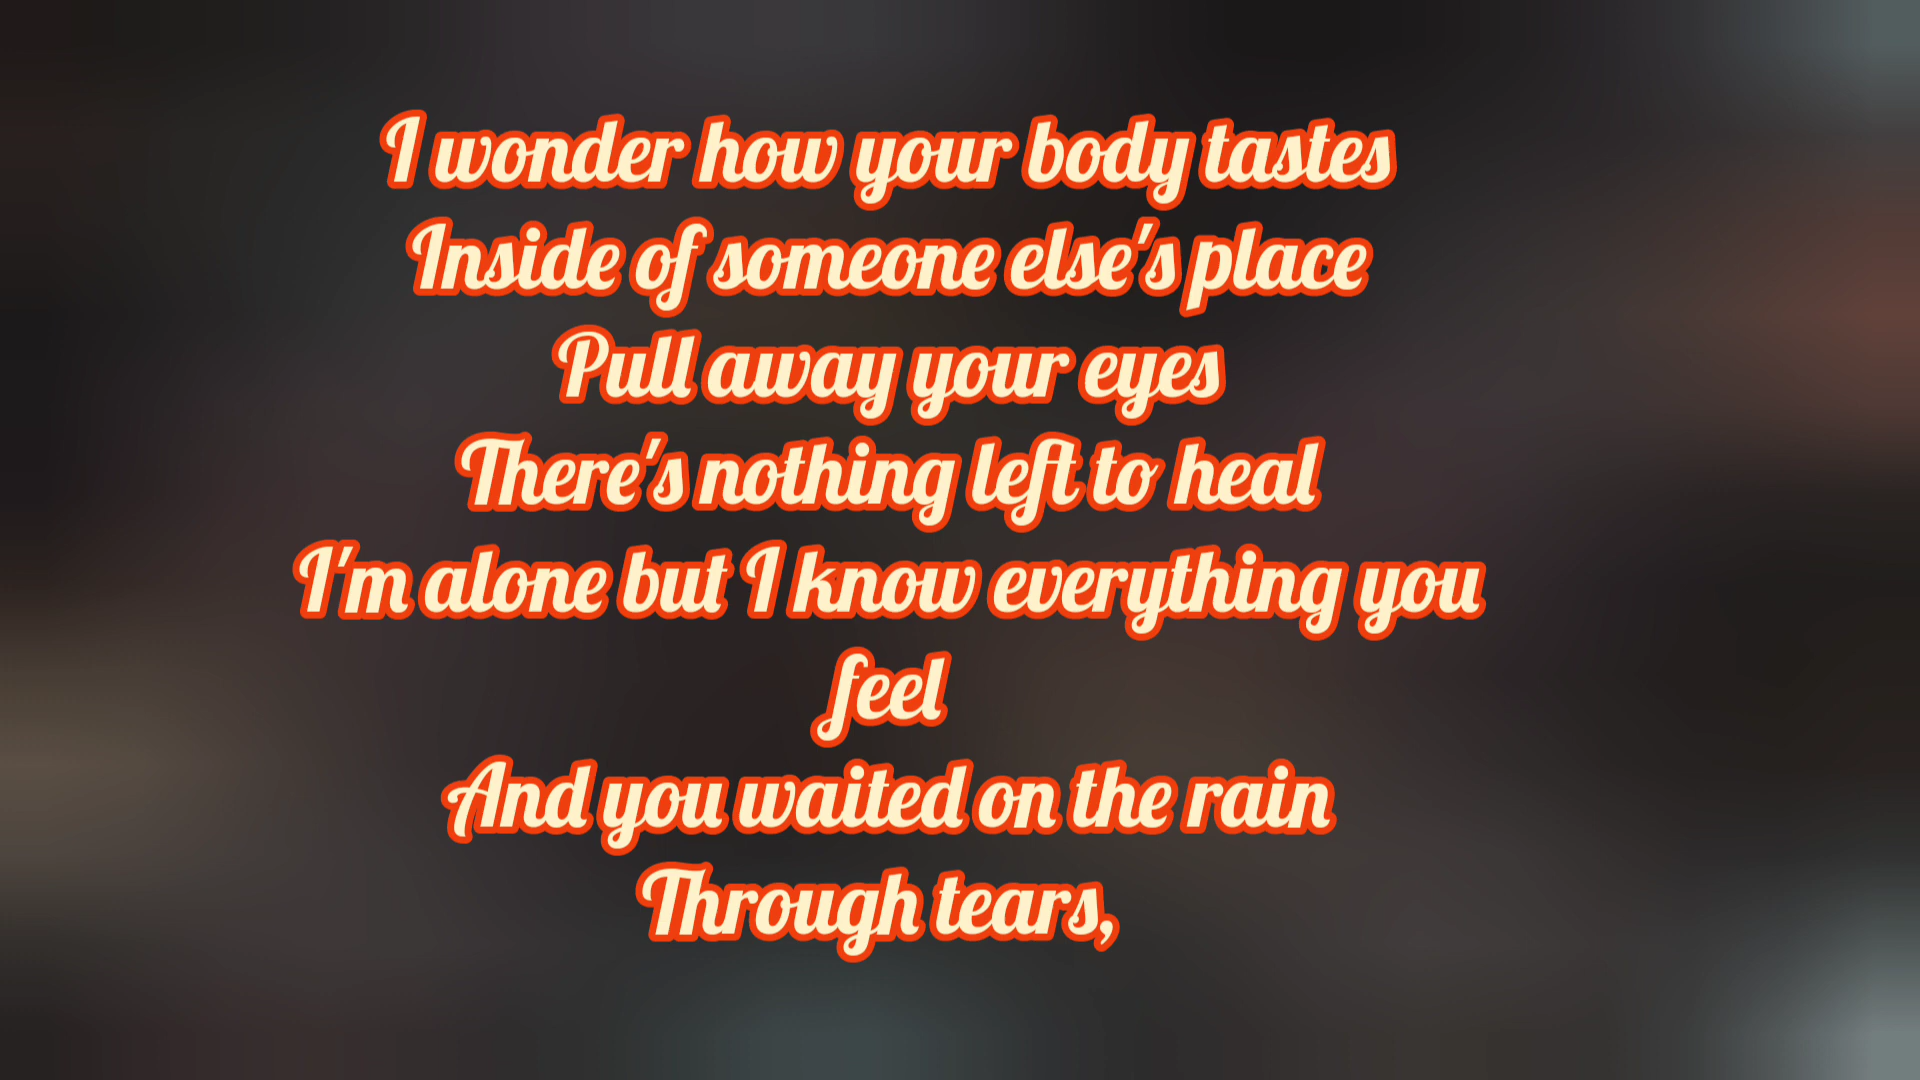 I wonder how your body tastes
Inside of someone else's place
Pull away your eyes
There's nothing left to heal
I'm alone but I know everything you
feel
And you waited on the rain
Through tears,